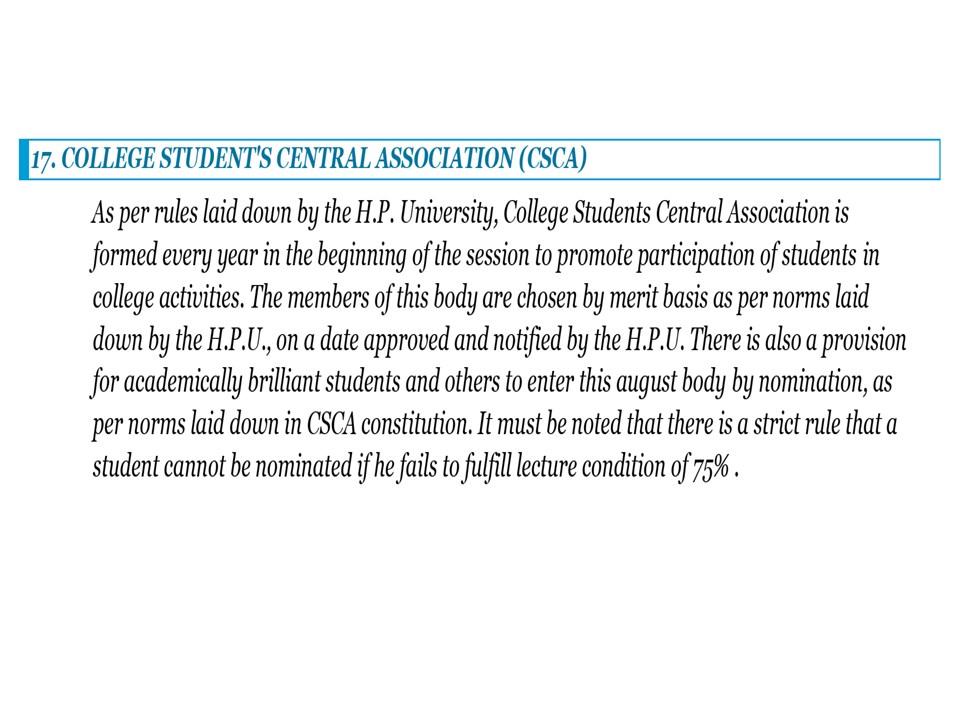 17. COLLEGE STUDENT'S CENTRAL ASSOCIATION (CSCA)
As per rules laid down by the H.P. University, College Students Central Association is
formed every year in the beginning of the session to promote participation of students in
college activities. The members of this body are chosen by merit basis as per norms laid
down by the H.P.U., on a date approved and notified by the H.P.U. There is also a provision
for academically brilliant students and others to enter this august body by nomination, as
per norms laid down in CSCA constitution. It must be noted that there is a strict rule that a
student cannot be nominated if he fails to fulfill lecture condition of 75% .